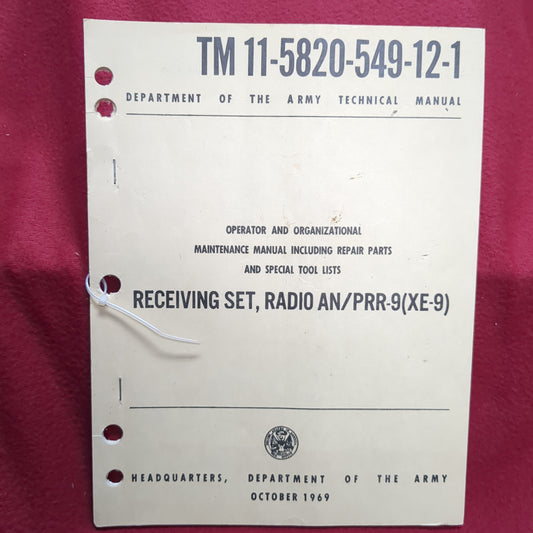 TM 11-5820-549-12-1
DEPARTMENT OF THE ARMY TECHNICAL MANUAL
OPERATOR AND ORGANIZATIONAL
MAINTENANCE MANUAL INCLUDING REPAIR PARTS
AND SPECIAL TOOL LISTS
RECEIVING SET, RADIO AN/PRR-9(XE-9)
HEADQUARTERS, DEPARTMENT OF THE ARMY
OCTOBER 1969